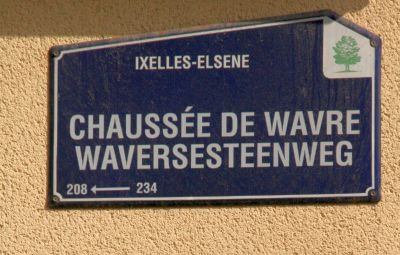 IXELLES-ELSENE
CHAUSSÉE DE WAVRE
WAVERSESTEENWEG
208 ← 234